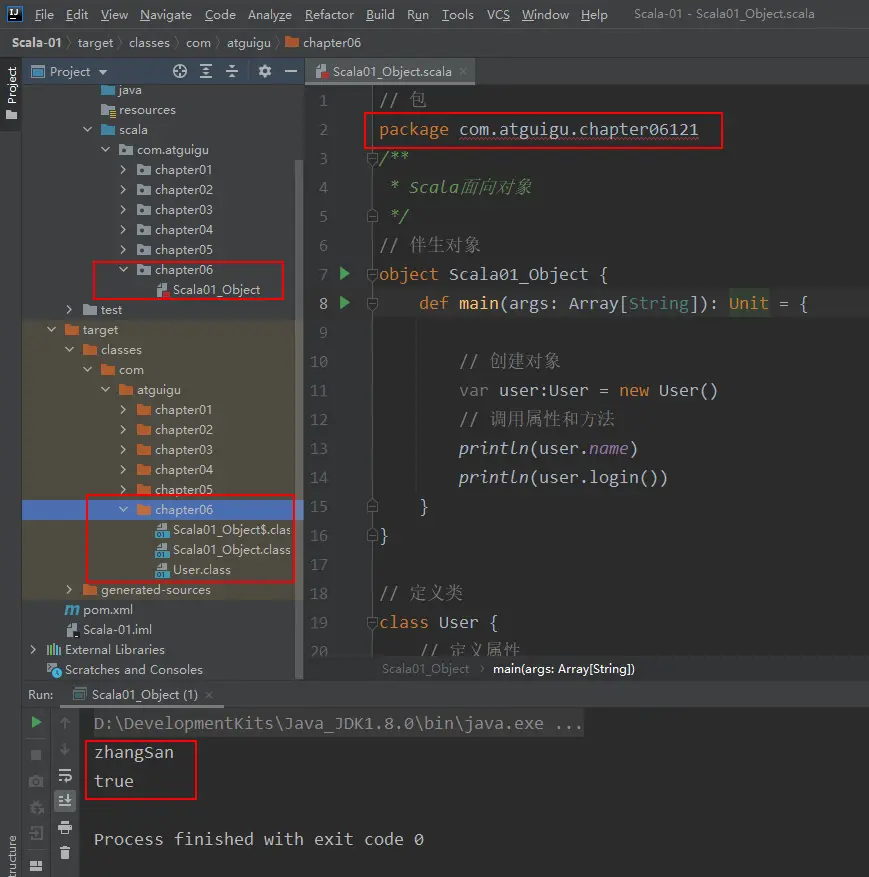 File Edit View Navigate Code Analyze Refactor Build Run Tools VCS Window Help Scala-01 - Scala01_Object.scala
Scala-01 target classes com atguigu chapter06
Project
Project
Scala01_Object.scala
java
resources
scala
com.atguigu
chapter01
chapter02
chapter03
chapter04
chapter05
chapter06
Scala01_Object
test
target
classes
com
atguigu
chapter01
chapter02
chapter03
chapter04
chapter05
chapter06
Scala01_Object$.clas
Scala01_Object.class
User.class
generated-sources
pom.xml
Scala-01.iml
External Libraries
Scratches and Consoles
1 // 包
2 package com.atguigu.chapter06121
3 /**
4 * Scala面向对象
5 */
6 // 伴生对象
7 object Scala01_Object {
8 def main(args: Array[String]): Unit = {
9
10 // 创建对象
11 var user:User = new User()
12 // 调用属性和方法
13 println(user.name)
14 println(user.login())
15 }
16 }
17
18 // 定义类
19 class User {
20 // 定义属性
Scala01_Object main(args: Array[String])
Run: Scala01_Object (1)
D:\DevelopmentKits\Java_JDK1.8.0\bin\java.exe ...
zhangSan
true
Process finished with exit code 0
ructure